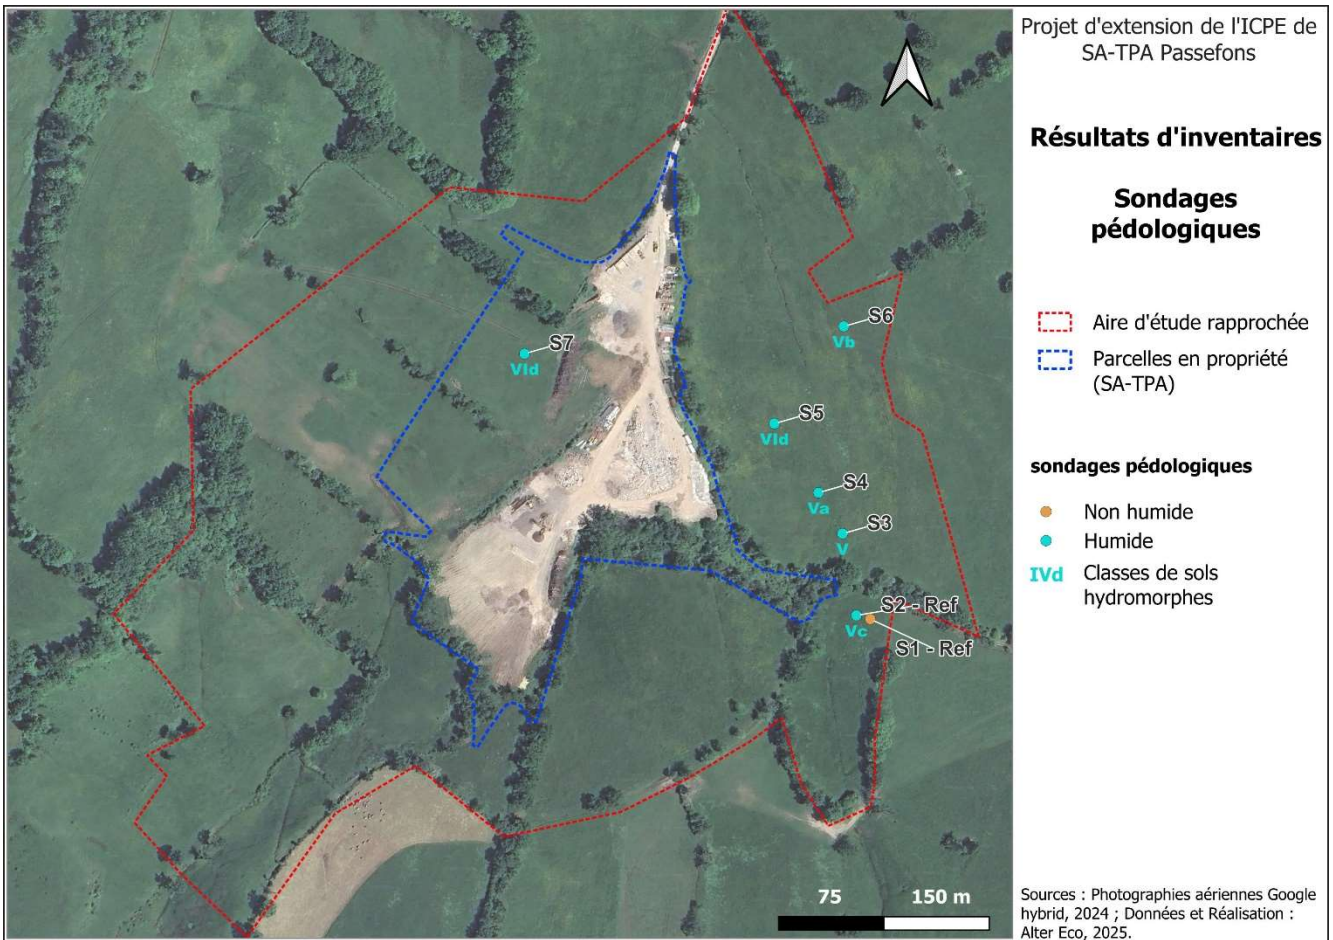 Projet d'extension de l'ICPE de
SA-TPA Passefons
Résultats d'inventaires
Sondages
pédologiques
Aire d'étude rapprochée
Parcelles en propriété
(SA-TPA)
sondages pédologiques
Non humide
Humide
IVd
Classes de sols
hydromorphes
S6
Vb
S7
VId
S5
VId
S4
Va
S3
V
S2 - Ref
Vc
S1 - Ref
75
150 m
Sources : Photographies aériennes Google
hybrid, 2024 ; Données et Réalisation :
Alter Eco, 2025.